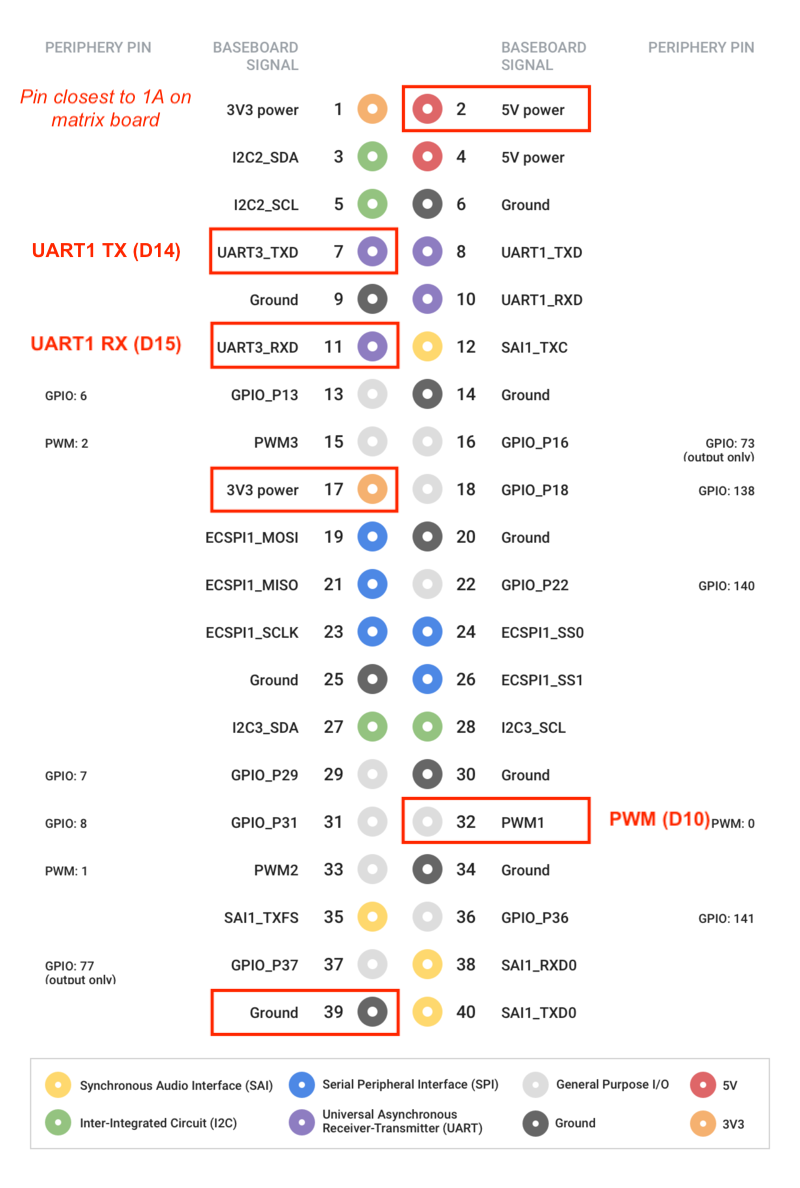 PERIPHERY PIN BASEBOARD SIGNAL BASEBOARD SIGNAL PERIPHERY PIN
Pin closest to 1A on
matrix board
3V3 power 1 2 5V power
I2C2_SDA 3 4 5V power
I2C2_SCL 5 6 Ground
UART1 TX (D14) UART3_TXD 7 8 UART1_TXD
Ground 9 10 UART1_RXD
UART1 RX (D15) UART3_RXD 11 12 SAI1_TXC
GPIO: 6 GPIO_P13 13 14 Ground
PWM: 2 PWM3 15 16 GPIO_P16 GPIO: 73
(output only)
3V3 power 17 18 GPIO_P18 GPIO: 138
ECSPI1_MOSI 19 20 Ground
ECSPI1_MISO 21 22 GPIO_P22 GPIO: 140
ECSPI1_SCLK 23 24 ECSPI1_SS0
Ground 25 26 ECSPI1_SS1
I2C3_SDA 27 28 I2C3_SCL
GPIO: 7 GPIO_P29 29 30 Ground
GPIO: 8 GPIO_P31 31 32 PWM1 PWM (D10) PWM: 0
PWM: 1 PWM2 33 34 Ground
SAI1_TXFS 35 36 GPIO_P36 GPIO: 141
GPIO: 77 GPIO_P37 37 38 SAI1_RXD0
(output only)
Ground 39 40 SAI1_TXD0
Synchronous Audio Interface (SAI) Serial Peripheral Interface (SPI) General Purpose I/O 5V
Inter-Integrated Circuit (I2C) Universal Asynchronous
Receiver-Transmitter (UART) Ground 3V3